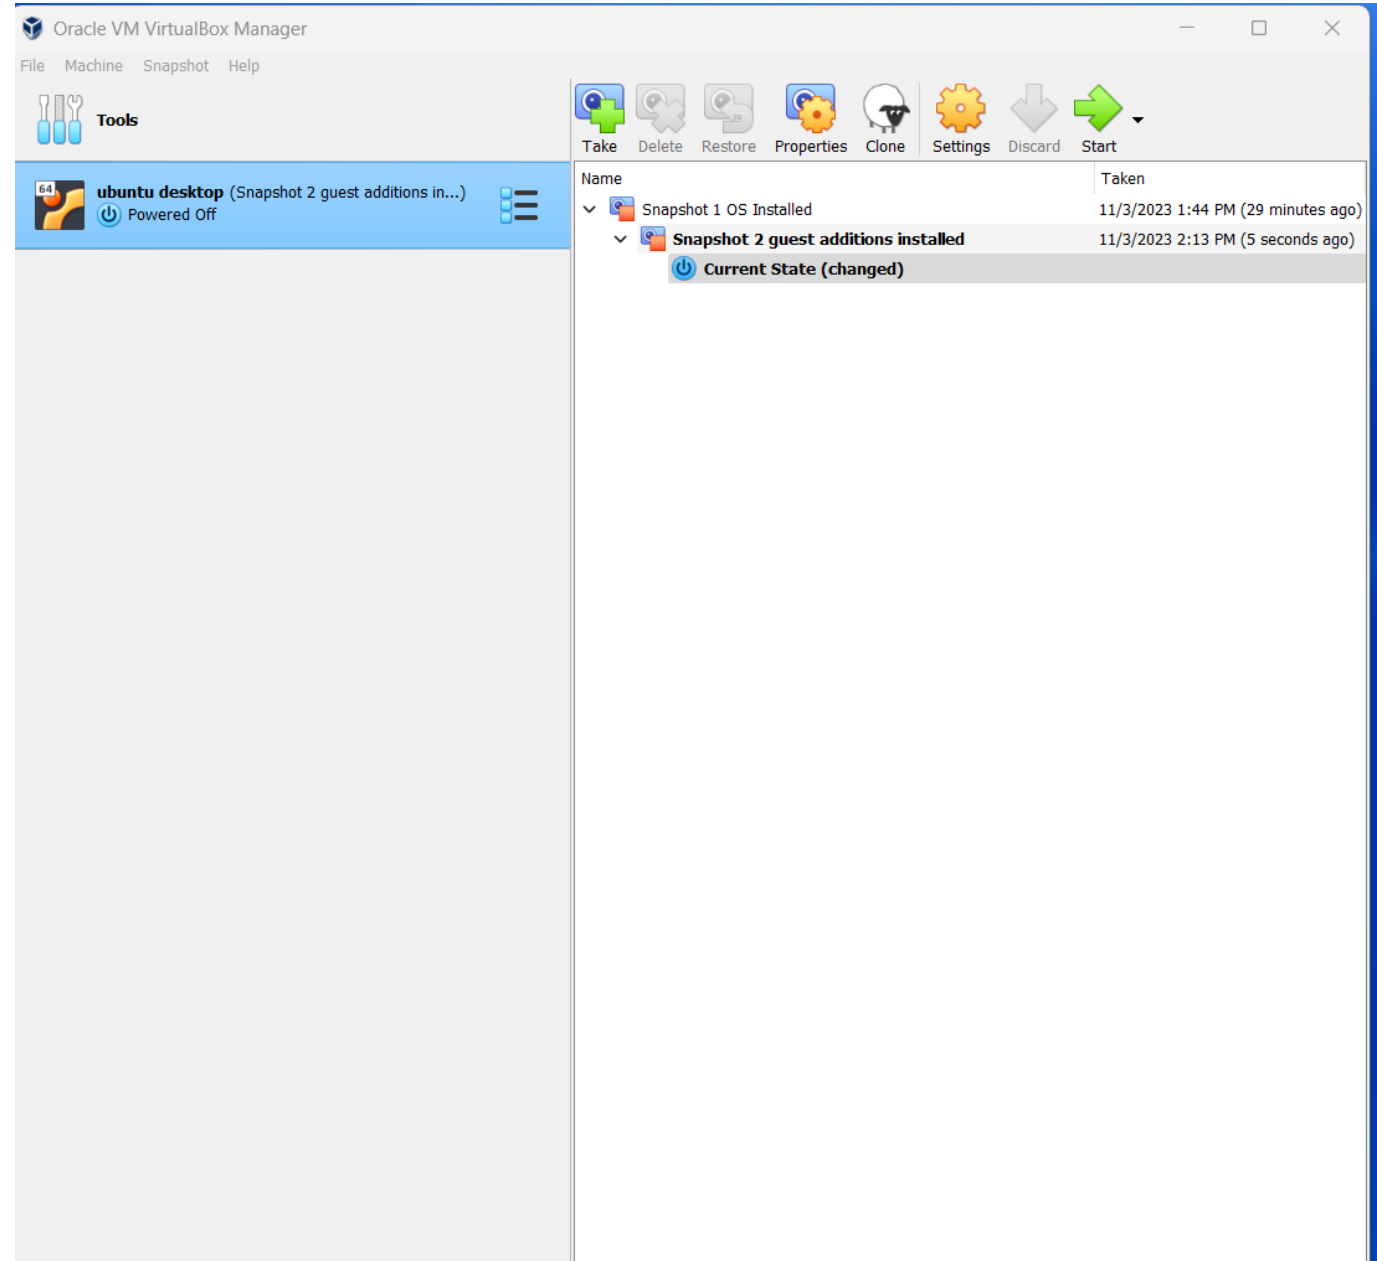 Oracle VM VirtualBox Manager
File Machine Snapshot Help
Tools
Take Delete Restore Properties Clone Settings Discard Start
64
ubuntu desktop (Snapshot 2 guest additions in...)
Powered Off
Name Taken
Snapshot 1 OS Installed 11/3/2023 1:44 PM (29 minutes ago)
Snapshot 2 guest additions installed 11/3/2023 2:13 PM (5 seconds ago)
Current State (changed)